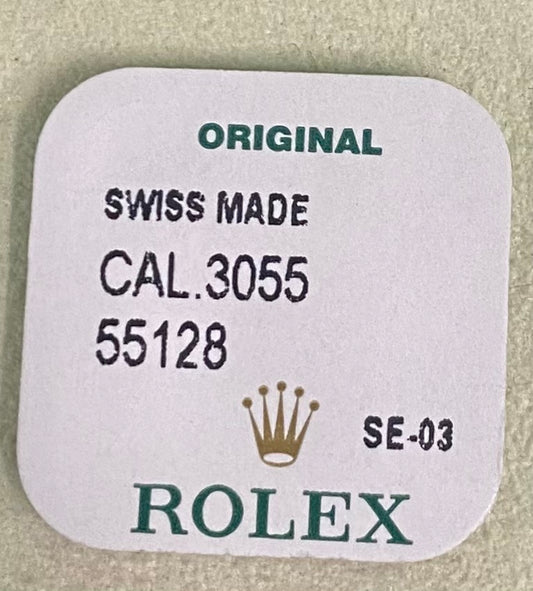 ORIGINAL
SWISS MADE
CAL.3055
55128
SE-03
ROLEX